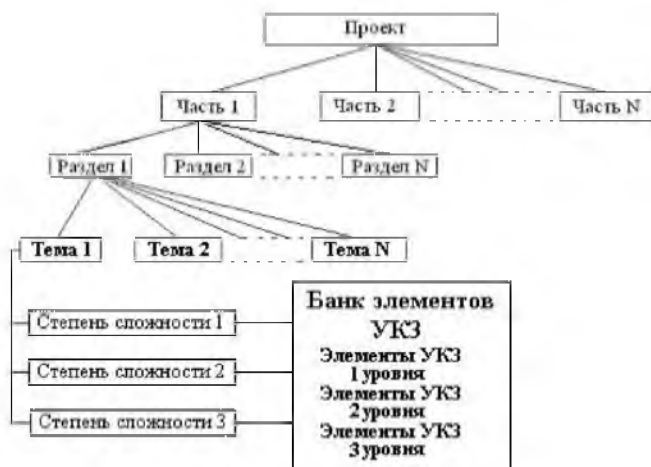 Проект
Часть 1 Часть 2 Часть N
Раздел 1 Раздел 2 Раздел N
Тема 1 Тема 2 Тема N
Банк элементов
УКЗ
Степень сложности 1
Элементы УКЗ
1 уровня
Степень сложности 2
Элементы УКЗ
2 уровня
Степень сложности 3
Элементы УКЗ
3 уровня